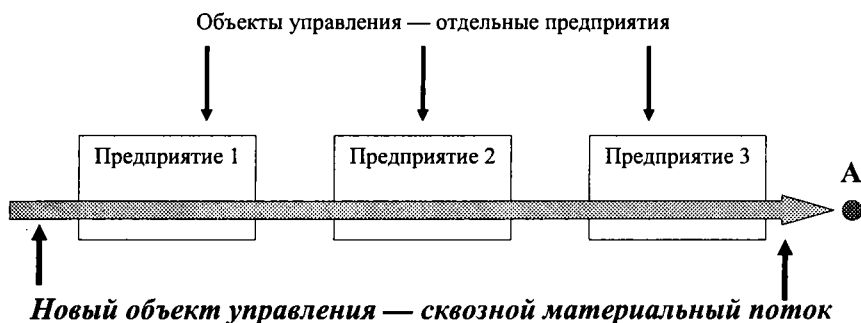 Объекты управления — отдельные предприятия
Предприятие 1
Предприятие 2
Предприятие 3
А
Новый объект управления — сквозной материальный поток